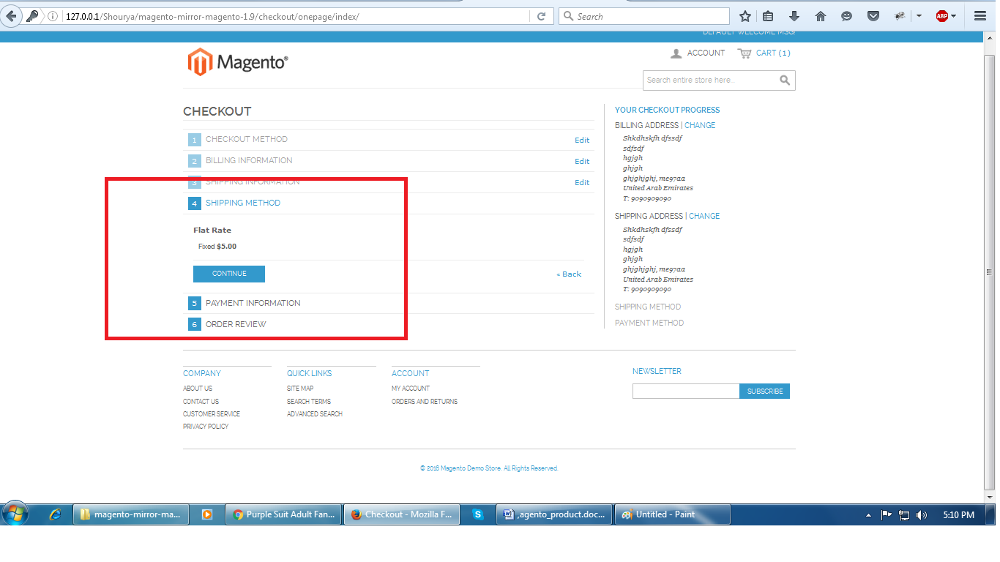 127.0.0.1/Shourya/magento-mirror-magento-1.9/checkout/onepage/index/
Search
ABP
DEFAULT WELCOME MSG!
Magento®
ACCOUNT
CART (1)
Search entire store here...
CHECKOUT
1 CHECKOUT METHOD Edit
2 BILLING INFORMATION Edit
3 SHIPPING INFORMATION Edit
4 SHIPPING METHOD
Flat Rate
Fixed $5.00
CONTINUE
« Back
5 PAYMENT INFORMATION
6 ORDER REVIEW
YOUR CHECKOUT PROGRESS
BILLING ADDRESS | CHANGE
Shkdhskfh dfssdf
sdfsdf
hgjgh
ghjgh
ghjghjghj, me97aa
United Arab Emirates
T: 9090909090
SHIPPING ADDRESS | CHANGE
Shkdhskfh dfssdf
sdfsdf
hgjgh
ghjgh
ghjghjghj, me97aa
United Arab Emirates
T: 9090909090
SHIPPING METHOD
PAYMENT METHOD
COMPANY
ABOUT US
CONTACT US
CUSTOMER SERVICE
PRIVACY POLICY
QUICK LINKS
SITE MAP
SEARCH TERMS
ADVANCED SEARCH
ACCOUNT
MY ACCOUNT
ORDERS AND RETURNS
NEWSLETTER
SUBSCRIBE
© 2016 Magento Demo Store. All Rights Reserved.
magento-mirror-ma...
Purple Suit Adult Fan...
Checkout - Mozilla F...
,agento_product.doc...
Untitled - Paint
5:10 PM